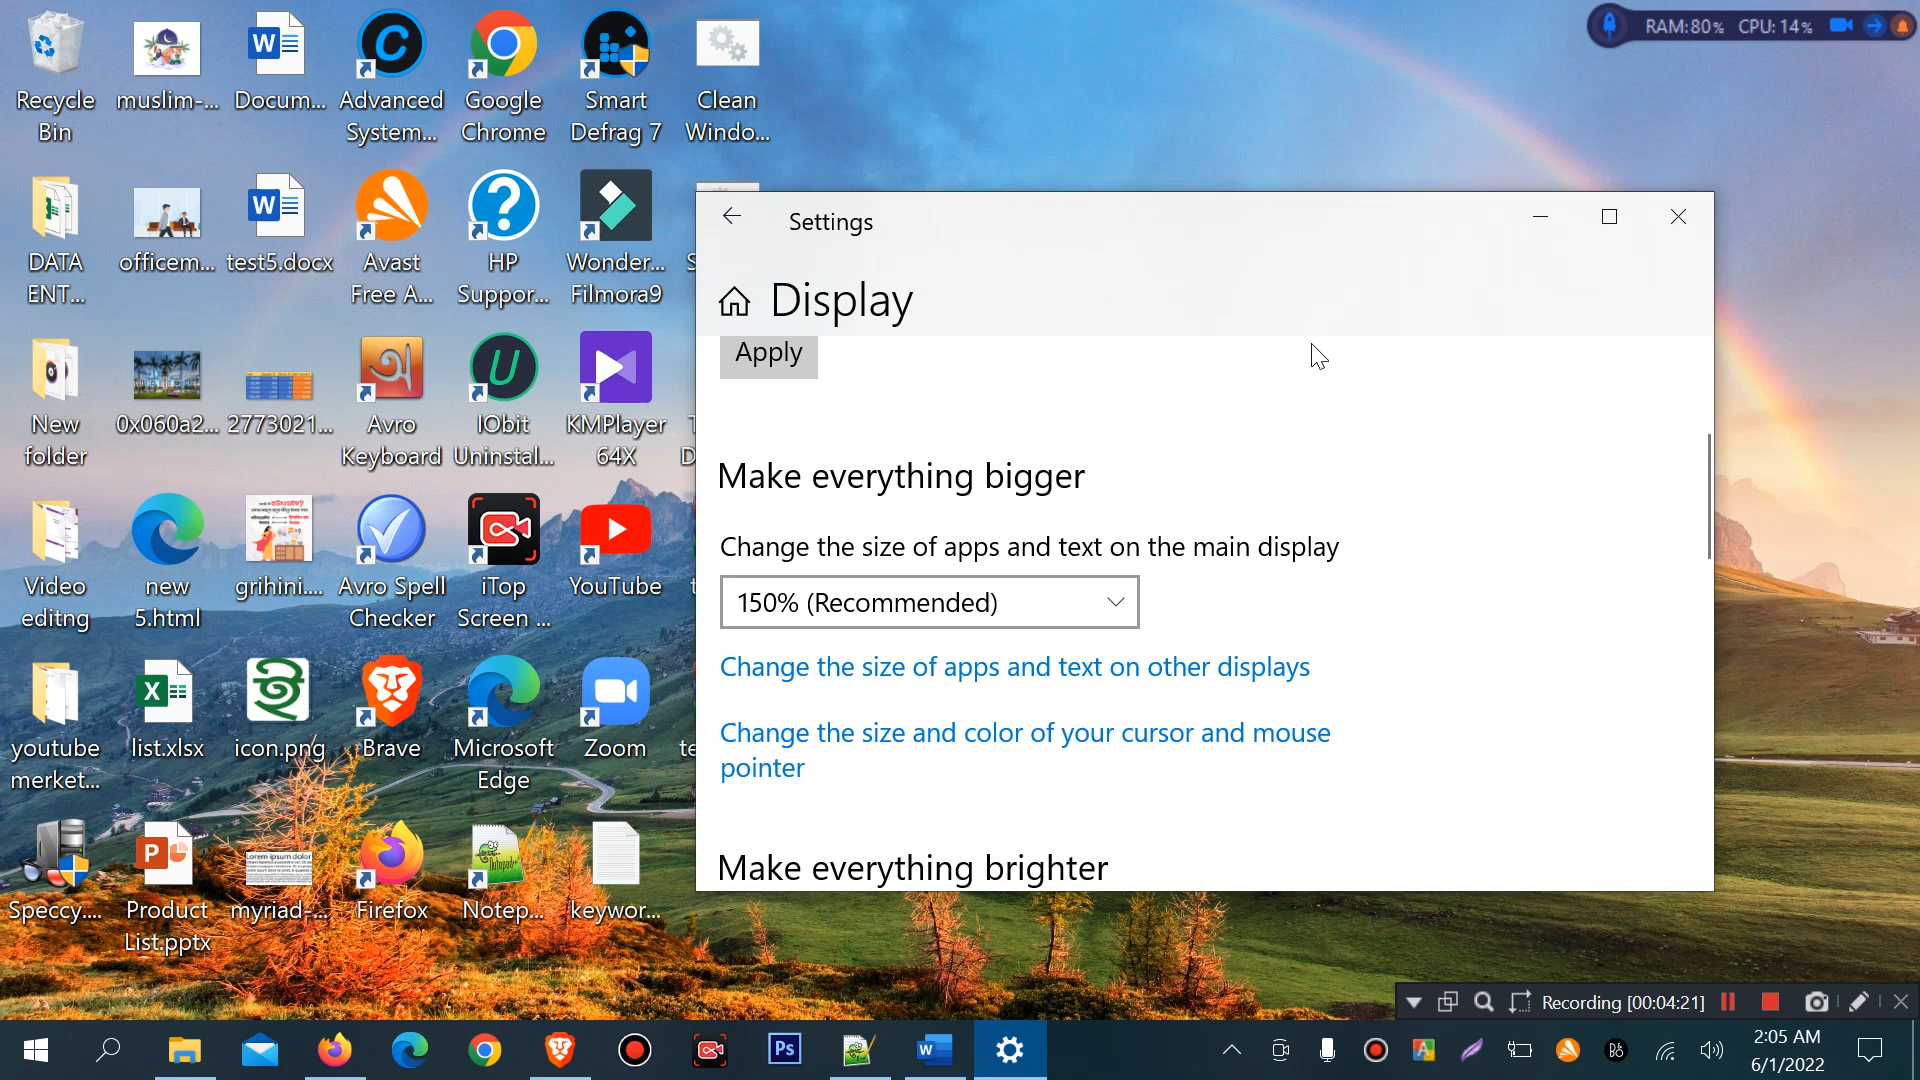 RAM:80% CPU: 14%
Recycle Bin
muslim-...
Docum...
Advanced System...
Google Chrome
Smart Defrag 7
Clean Windo...
DATA ENT...
officem...
test5.docx
Avast Free A...
HP Suppor...
Wonder... Filmora9
New folder
0x060a2...
2773021...
Avro Keyboard
IObit Uninstal...
KMPlayer 64X
Video editng
new 5.html
grihini....
Avro Spell Checker
iTop Screen ...
YouTube
youtube merket...
list.xlsx
icon.png
Brave
Microsoft Edge
Zoom
Speccy....
Product List.pptx
myriad-...
Firefox
Notep...
keywor...
Settings
Display
Apply
Make everything bigger
Change the size of apps and text on the main display
150% (Recommended)
Change the size of apps and text on other displays
Change the size and color of your cursor and mouse
pointer
Make everything brighter
Recording [00:04:21]
2:05 AM
6/1/2022